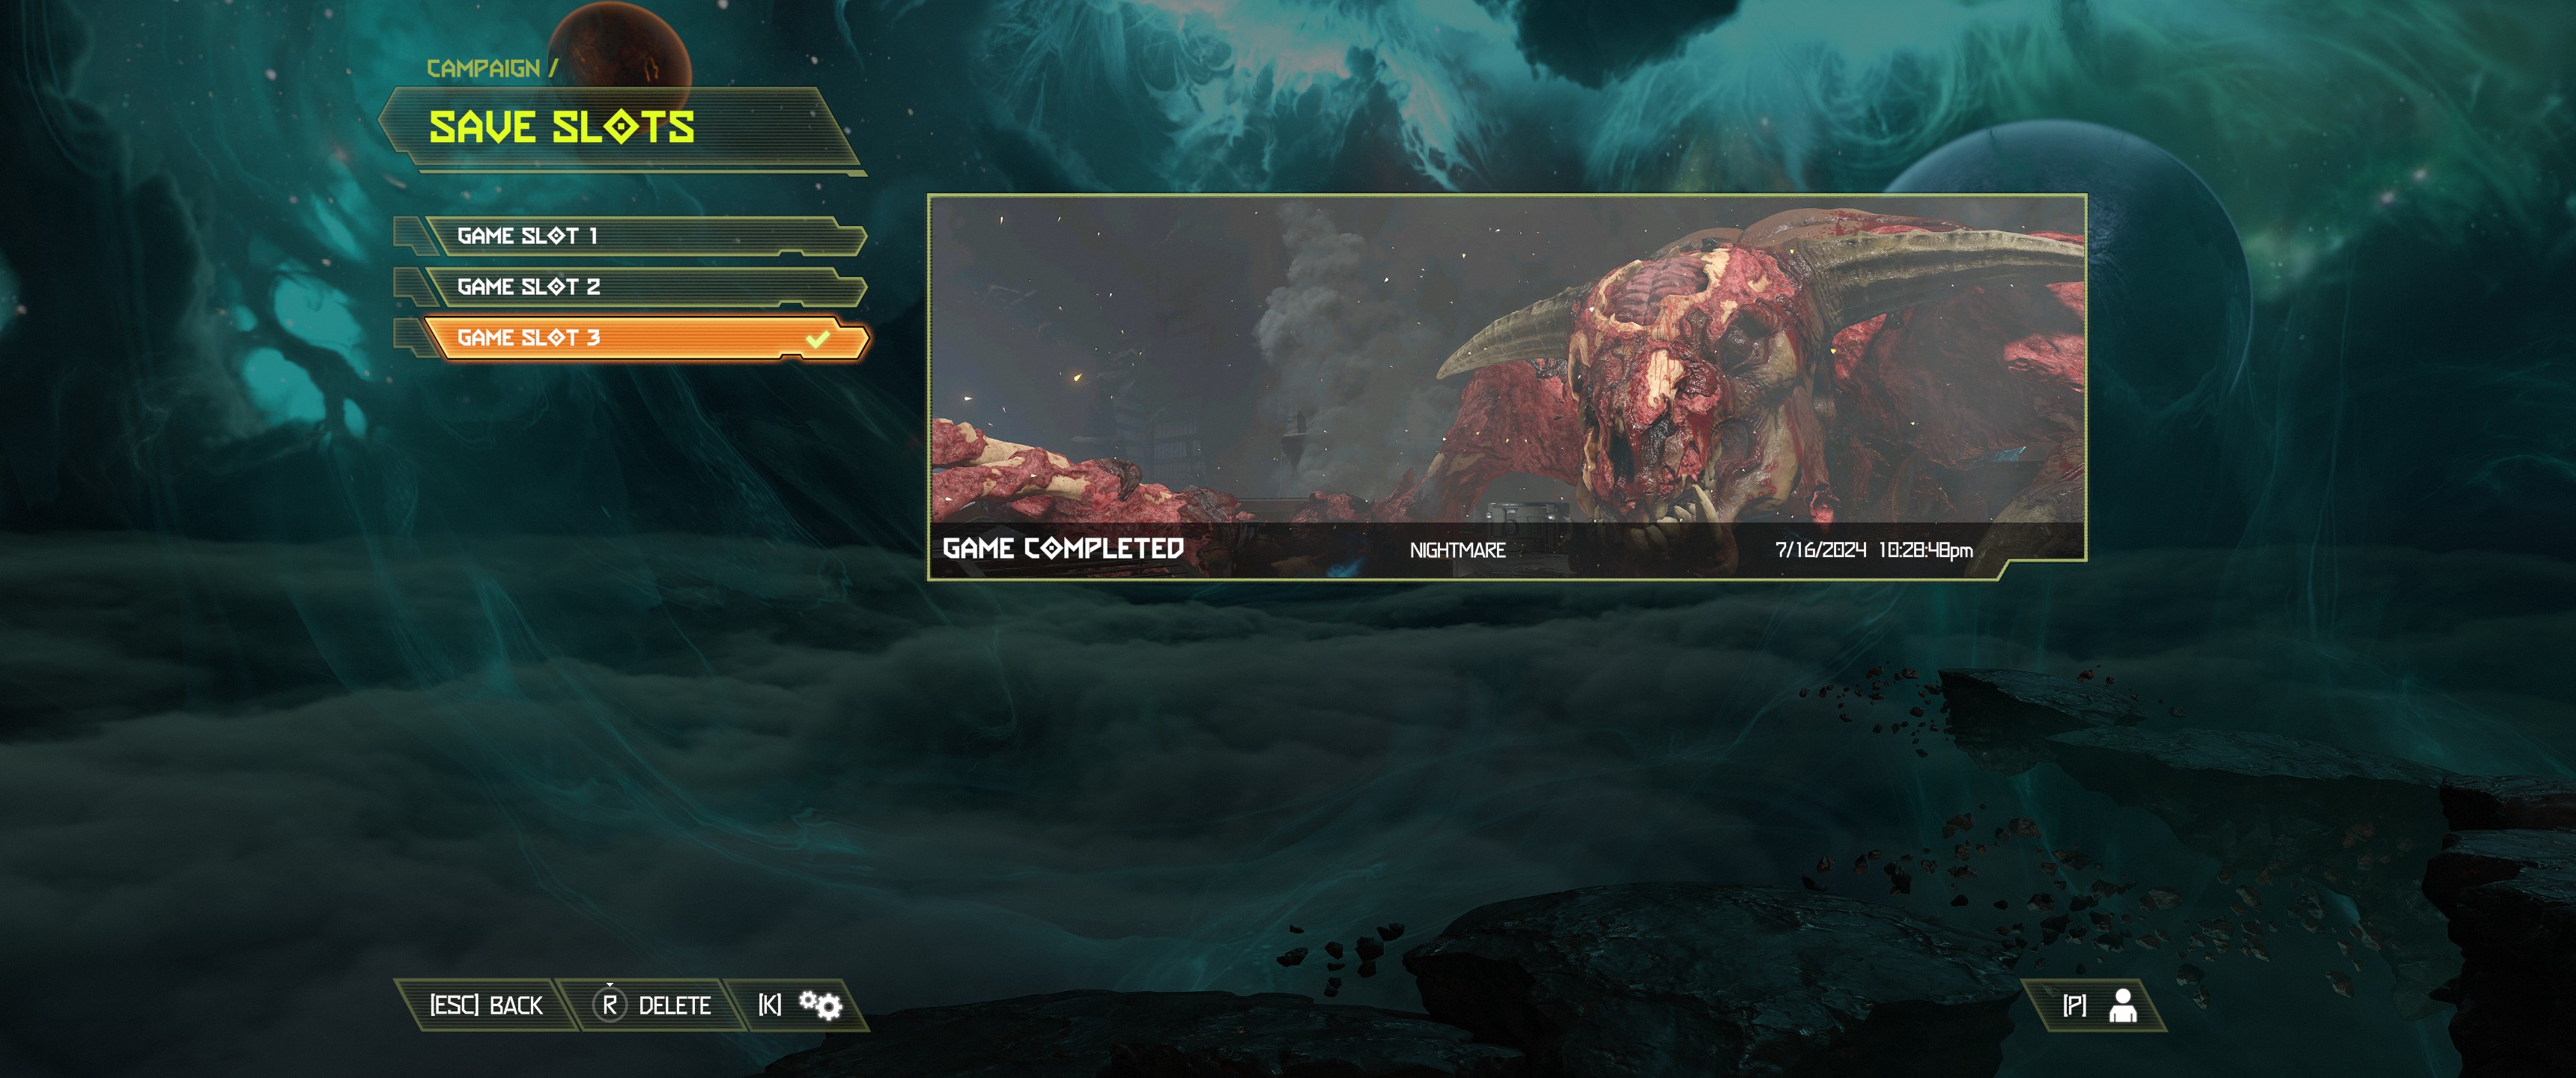 CAMPAIGN /
SAVE SLOTS
GAME SLOT 1
GAME SLOT 2
GAME SLOT 3
GAME COMPLETED NIGHTMARE 7/16/2024 10:28:48pm
[ESC] BACK R DELETE [K] [P]